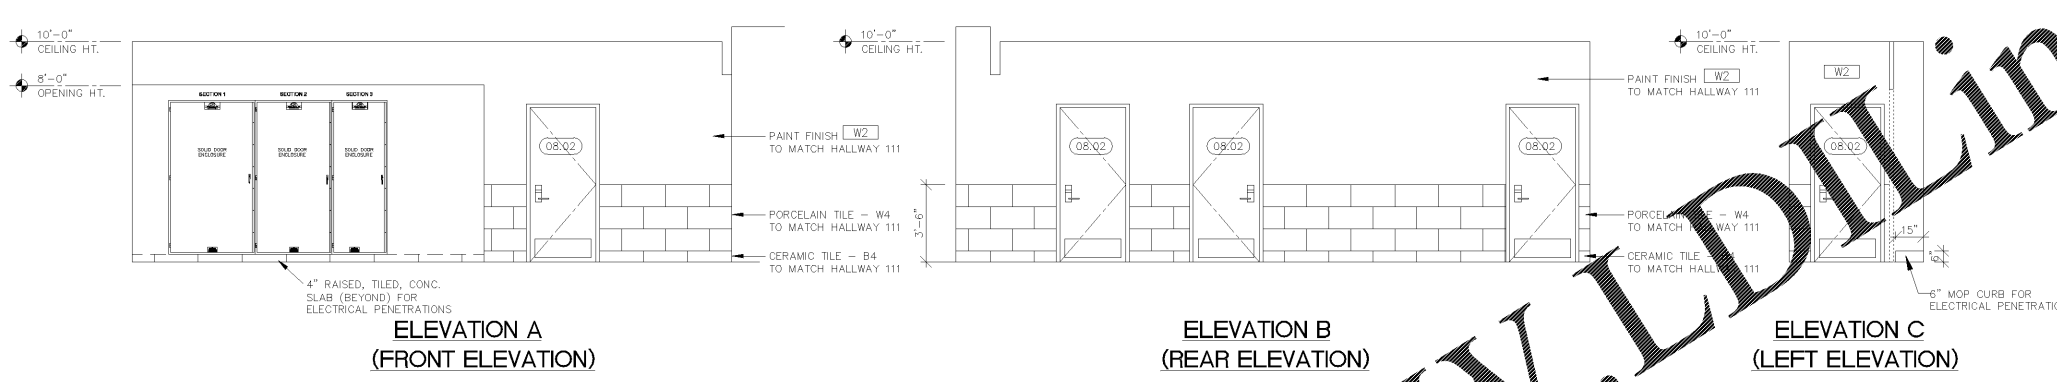 10'-0"
CEILING HT.
8'-0"
OPENING HT.
SECTION 1
SECTION 2
SECTION 3
SOLID DOOR
ENCLOSURE
SOLID DOOR
ENCLOSURE
SOLID DOOR
ENCLOSURE
08.02
PAINT FINISH W2
TO MATCH HALLWAY 111
PORCELAIN TILE - W4
TO MATCH HALLWAY 111
CERAMIC TILE - B4
TO MATCH HALLWAY 111
4" RAISED, TILED, CONC.
SLAB (BEYOND) FOR
ELECTRICAL PENETRATIONS
ELEVATION A
(FRONT ELEVATION)
10'-0"
CEILING HT.
3'-6"
08.02
08.02
08.02
PAINT FINISH W2
TO MATCH HALLWAY 111
PORCELAIN TILE - W4
TO MATCH HALLWAY 111
CERAMIC TILE - B4
TO MATCH HALLWAY 111
ELEVATION B
(REAR ELEVATION)
10'-0"
CEILING HT.
W2
08.02
15"
6"
6" MOP CURB FOR
ELECTRICAL PENETRATIO
ELEVATION C
(LEFT ELEVATION)
Y.LDILin